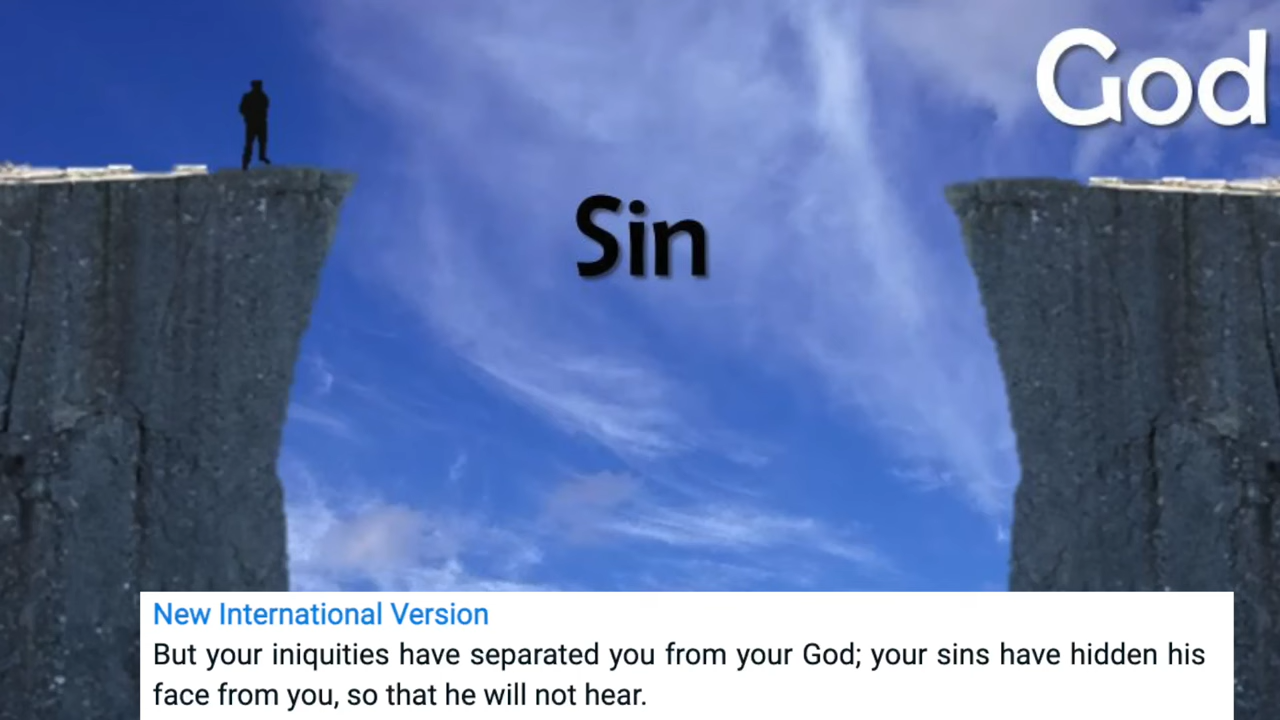 God
Sin
New International Version
But your iniquities have separated you from your God; your sins have hidden his
face from you, so that he will not hear.